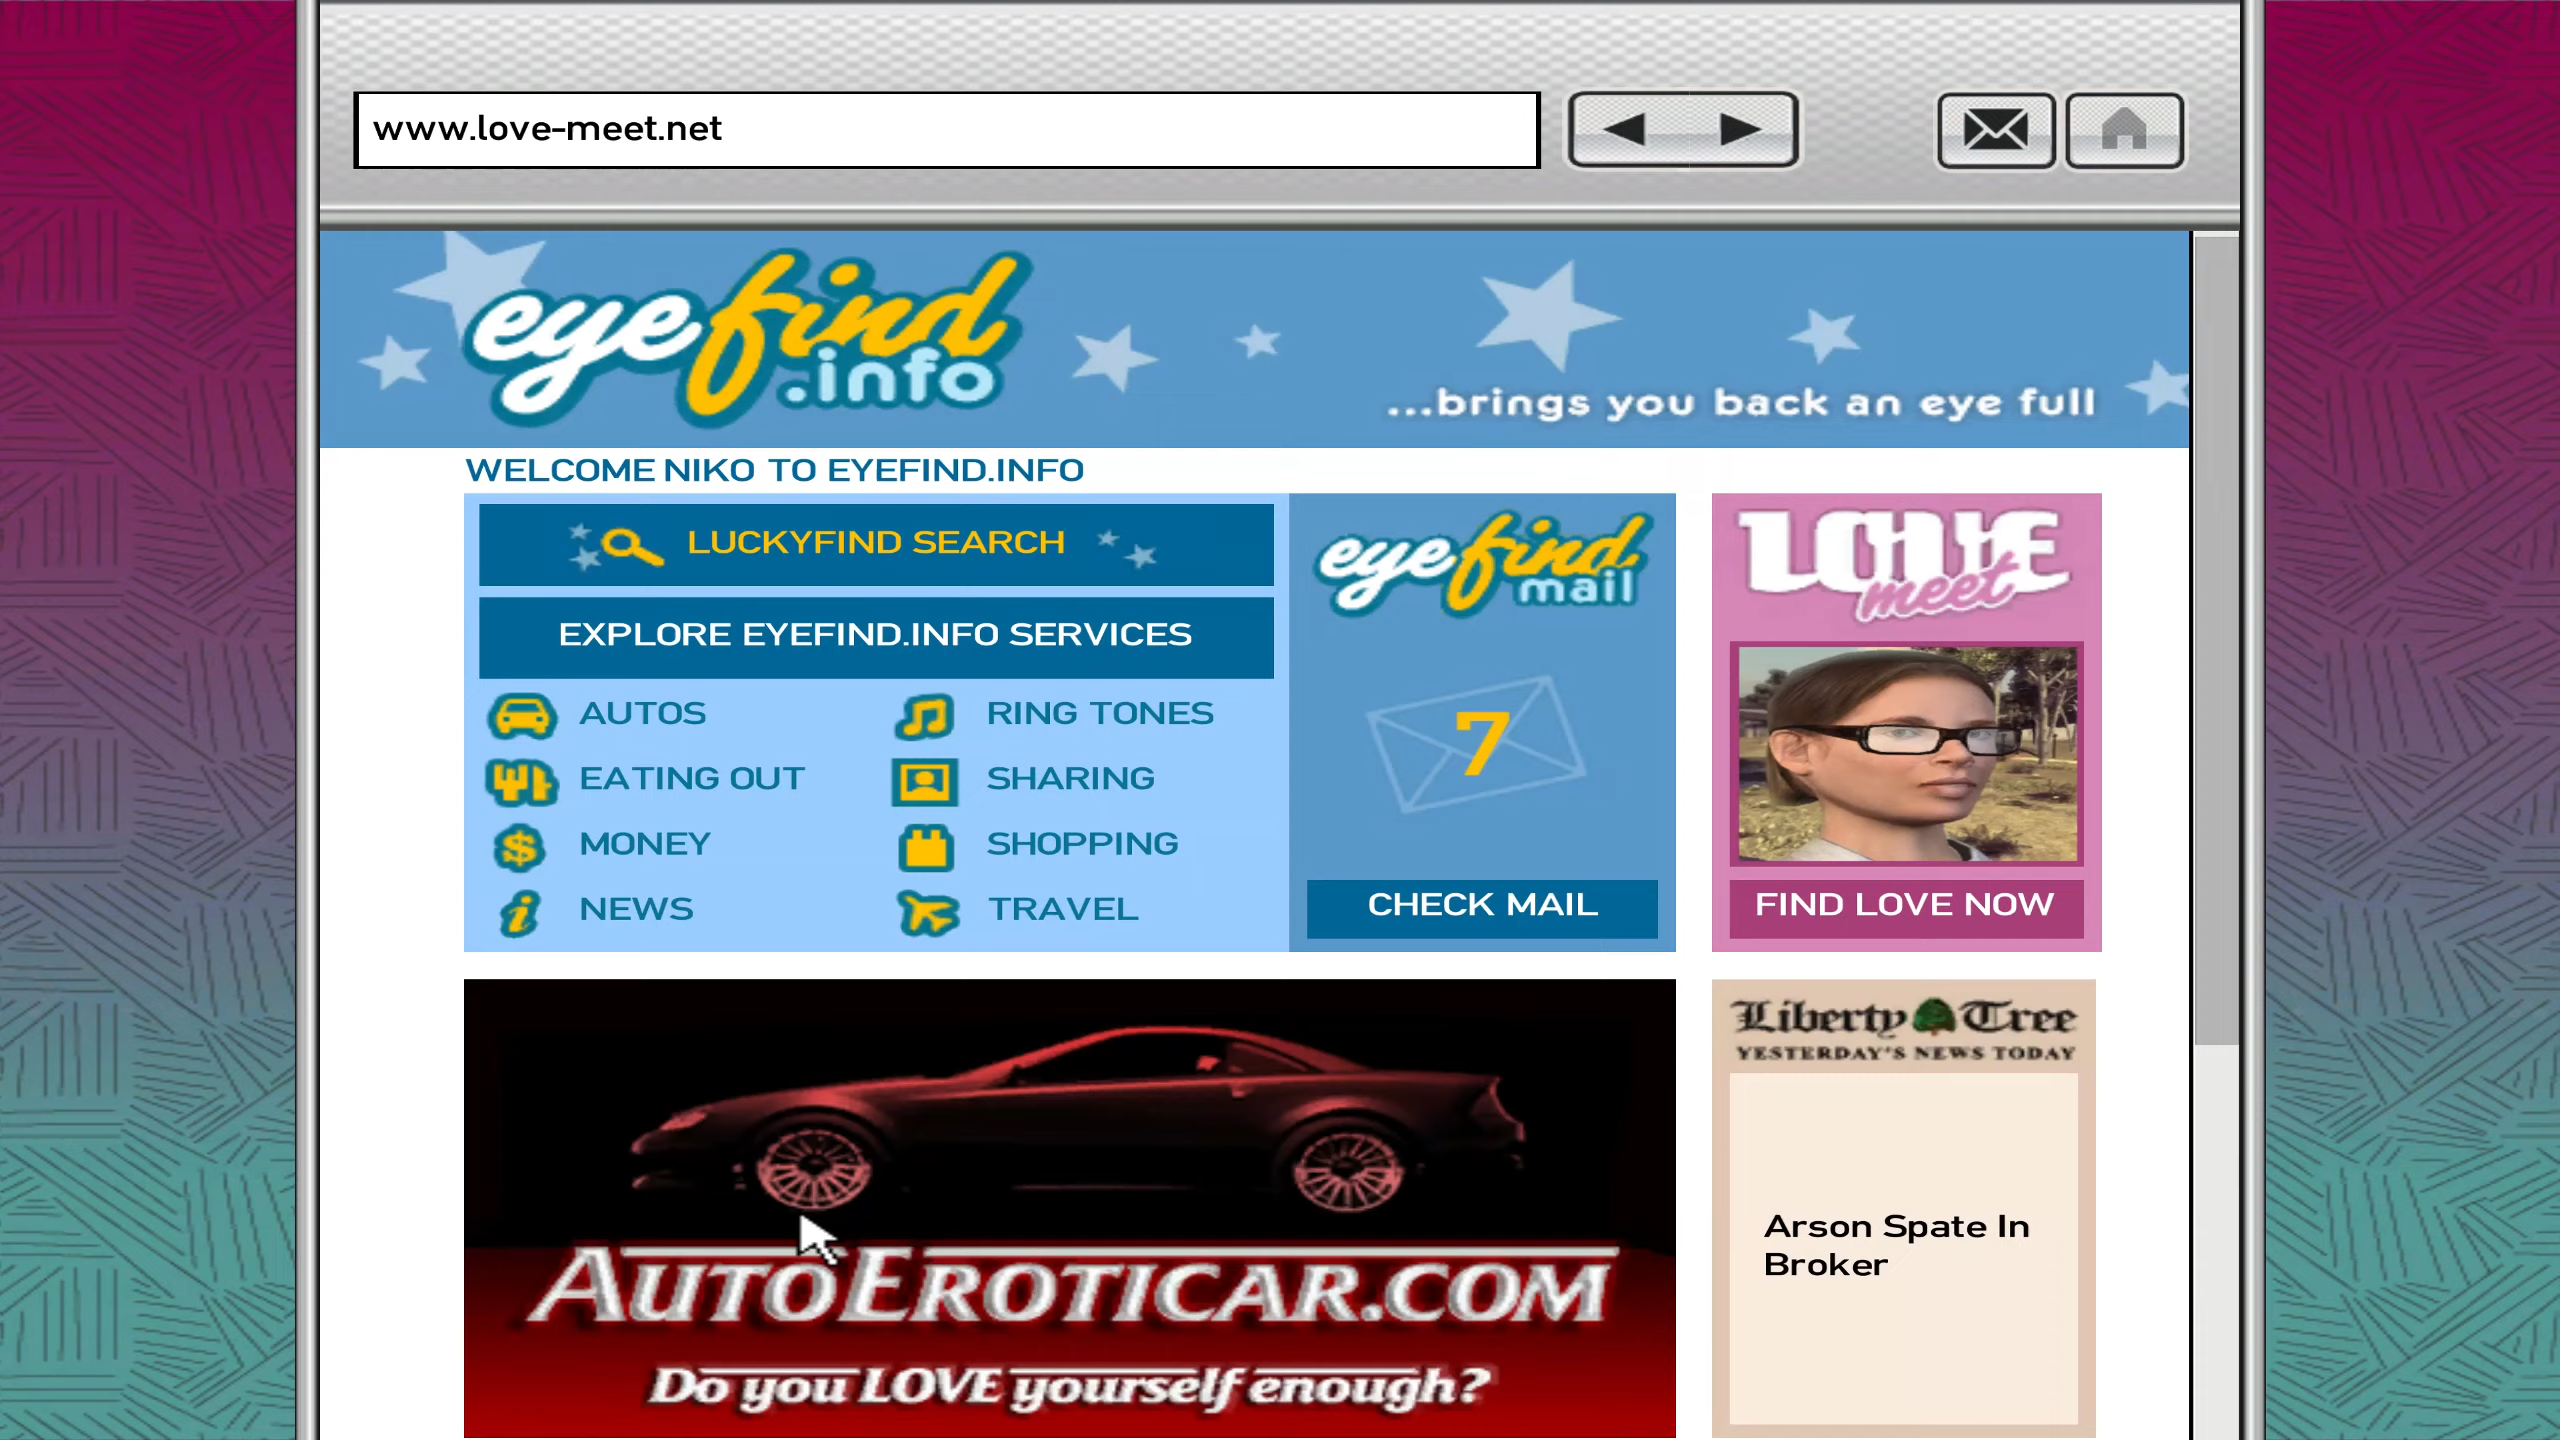 www.love-meet.net
eyefind
.info
...brings you back an eye full
WELCOME NIKO TO EYEFIND.INFO
LUCKYFIND SEARCH
EXPLORE EYEFIND.INFO SERVICES
AUTOS
RING TONES
EATING OUT
SHARING
MONEY
SHOPPING
NEWS
TRAVEL
eyefind
mail
7
CHECK MAIL
LOVE
meet
FIND LOVE NOW
AUTOEROTICAR.COM
Do you LOVE yourself enough?
Liberty Tree
YESTERDAY'S NEWS TODAY
Arson Spate In
Broker